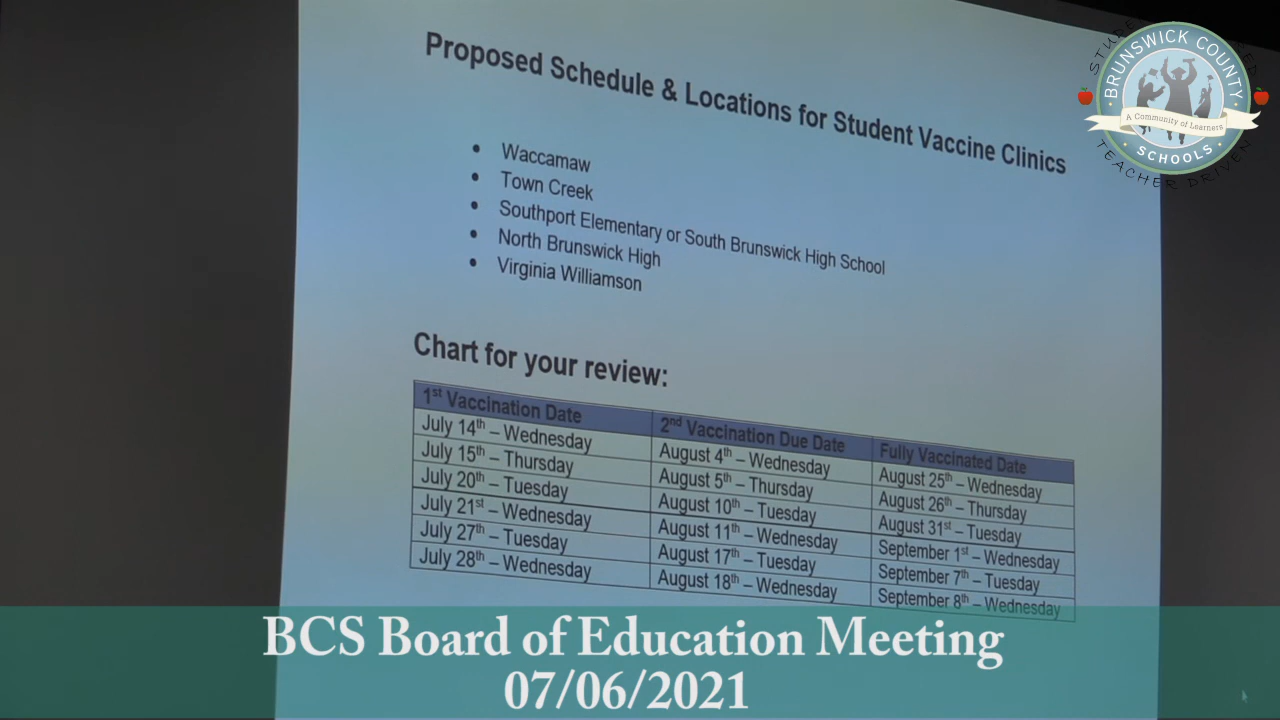 Proposed Schedule & Locations for Student Vaccine Clinics
• Waccamaw
• Town Creek
• Southport Elementary or South Brunswick High School
• North Brunswick High
• Virginia Williamson
Chart for your review:
1st Vaccination Date 2nd Vaccination Due Date Fully Vaccinated Date
July 14th – Wednesday August 4th – Wednesday August 25th – Wednesday
July 15th – Thursday August 5th – Thursday August 26th – Thursday
July 20th – Tuesday August 10th – Tuesday August 31st – Tuesday
July 21st – Wednesday August 11th – Wednesday September 1st – Wednesday
July 27th – Tuesday August 17th – Tuesday September 7th – Tuesday
July 28th – Wednesday August 18th – Wednesday September 8th – Wednesday
BRUNSWICK COUNTY
A Community of Learners
SCHOOLS
TEACHER DRIVEN
BCS Board of Education Meeting
07/06/2021